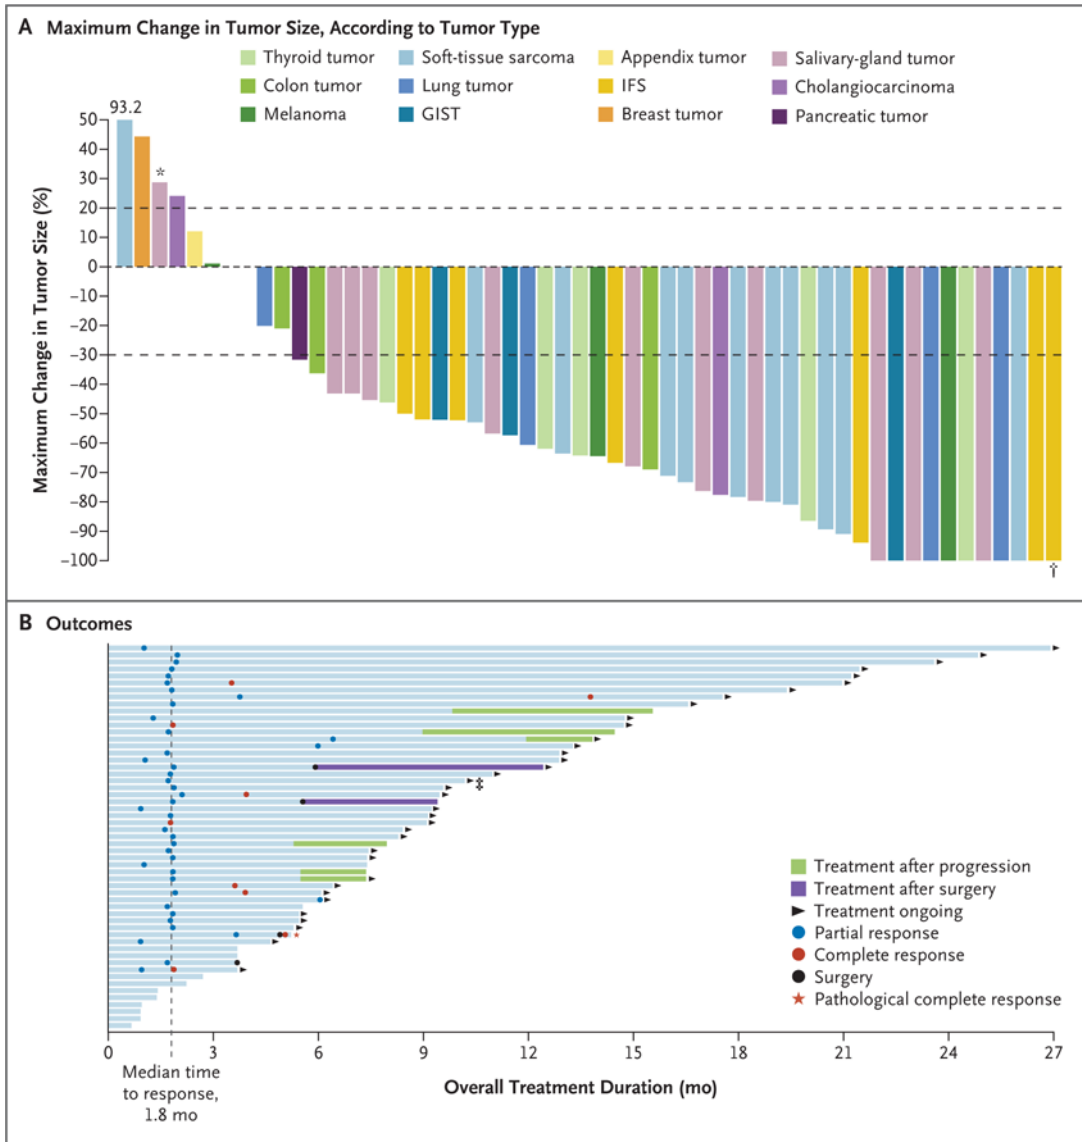 A Maximum Change in Tumor Size, According to Tumor Type
Thyroid tumor Soft-tissue sarcoma Appendix tumor Salivary-gland tumor
Colon tumor Lung tumor IFS Cholangiocarcinoma
Melanoma GIST Breast tumor Pancreatic tumor
93.2
*
Maximum Change in Tumor Size (%)
50
40
30
20
10
0
–10
–20
–30
–40
–50
–60
–70
–80
–90
–100
†
B Outcomes
‡
Treatment after progression
Treatment after surgery
Treatment ongoing
Partial response
Complete response
Surgery
Pathological complete response
0 3 6 9 12 15 18 21 24 27
Median time
to response,
1.8 mo
Overall Treatment Duration (mo)